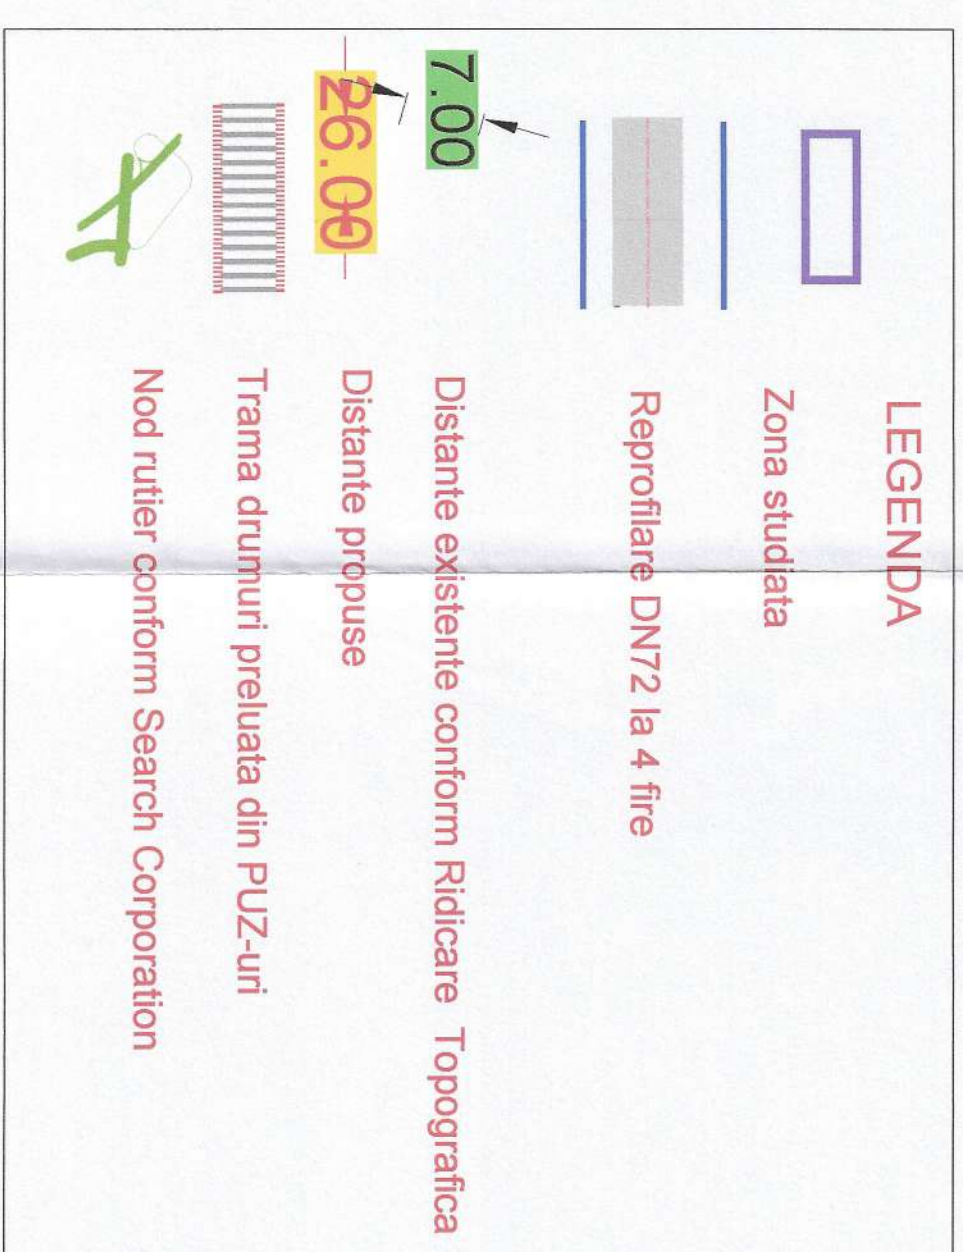 LEGENDA
Zona studiata
Reprofilare DN72 la 4 fire
7.00
Distante existente conform Ridicare Topografica
26.00
Distante propuse
Trama drumuri preluata din PUZ-uri
Nod rutier conform Search Corporation